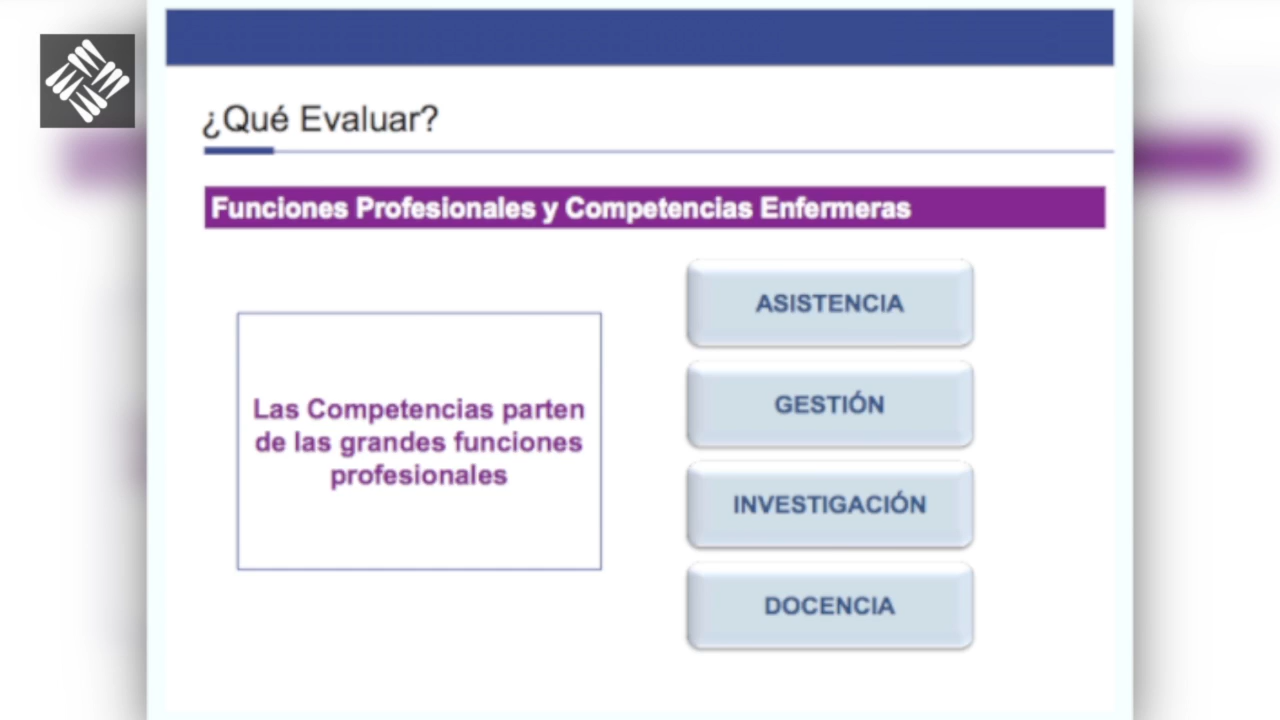 ¿Qué Evaluar?
Funciones Profesionales y Competencias Enfermeras
Las Competencias parten
de las grandes funciones
profesionales
ASISTENCIA
GESTIÓN
INVESTIGACIÓN
DOCENCIA